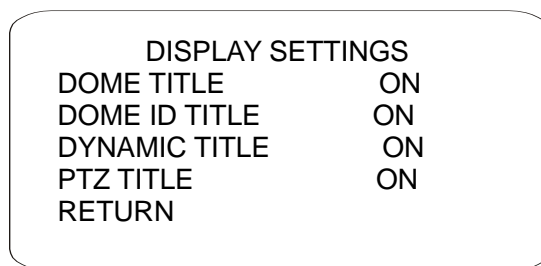 DISPLAY SETTINGS
DOME TITLE ON
DOME ID TITLE ON
DYNAMIC TITLE ON
PTZ TITLE ON
RETURN